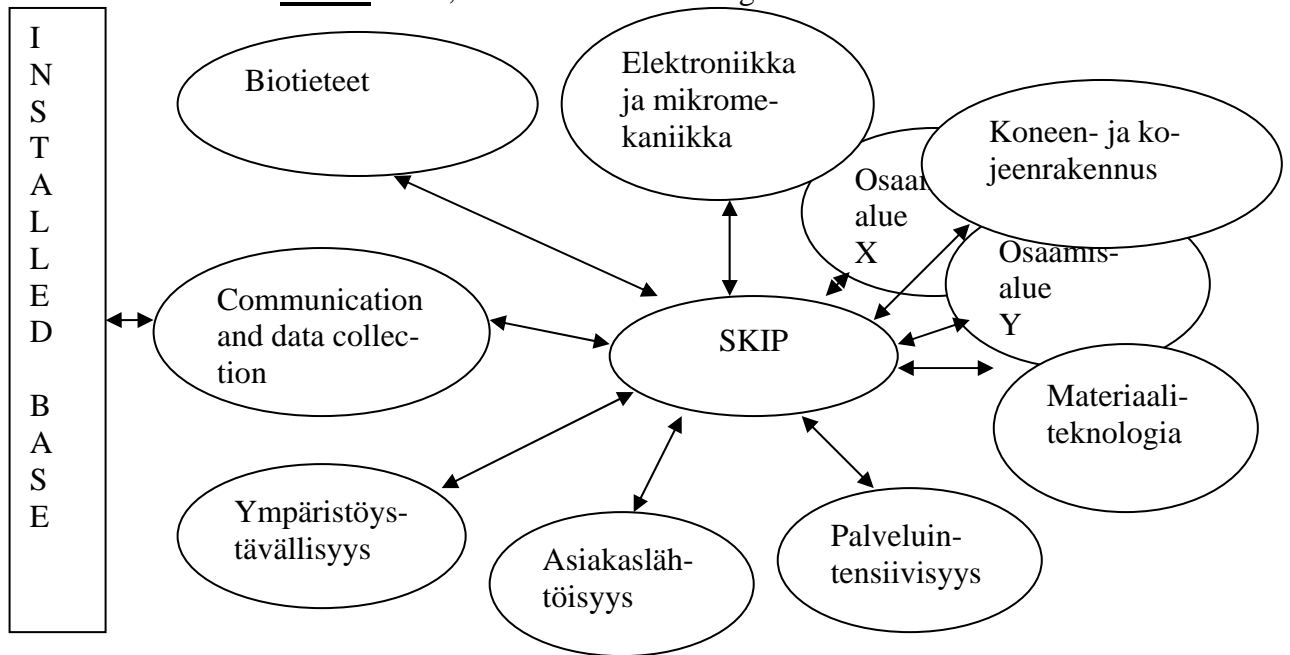 I
N
S
T
A
L
L
E
D
B
A
S
E
Biotieteet
Elektroniikka
ja mikrome-
kaniikka
Koneen- ja ko-
jeenrakennus
alue
X
Osaamis-
alue
Y
Communication
and data collec-
tion
SKIP
Materiaali-
teknologia
Ympäristöys-
tävällisyys
Asiakasläh-
töisyys
Palveluin-
tensiivisyys